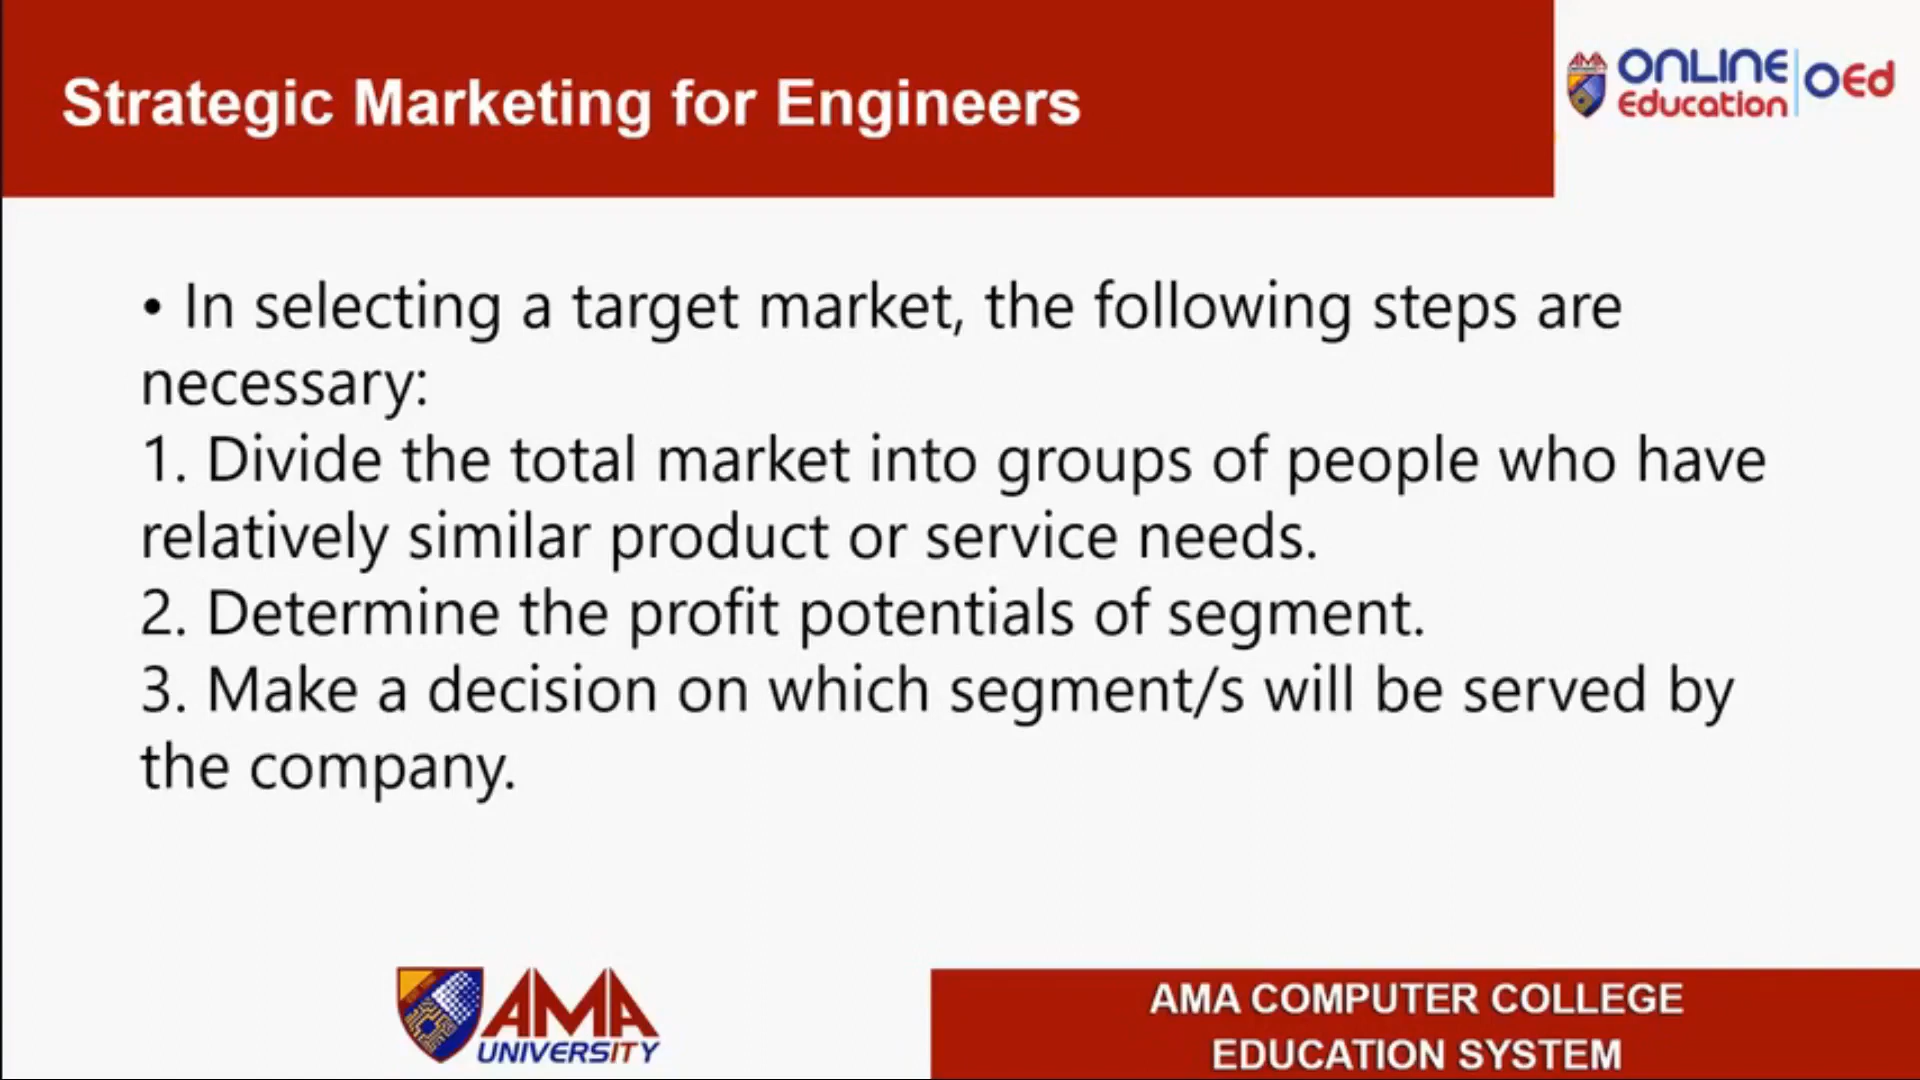 Strategic Marketing for Engineers
AMA
ONLINE
Education
OEd
• In selecting a target market, the following steps are
necessary:
1. Divide the total market into groups of people who have
relatively similar product or service needs.
2. Determine the profit potentials of segment.
3. Make a decision on which segment/s will be served by
the company.
AMA
UNIVERSITY
AMA COMPUTER COLLEGE
EDUCATION SYSTEM